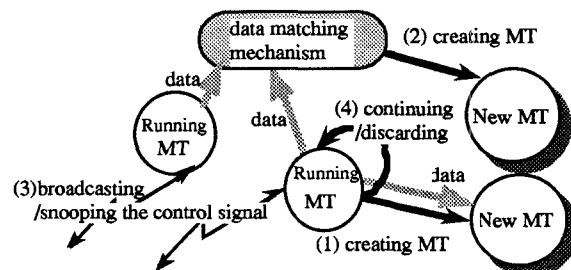 data matching
mechanism
(2) creating MT
data
New MT
Running
MT
data
(4) continuing
/discarding
(3)broadcasting
/snooping the control signal
Running
MT
data
New MT
(1) creating MT